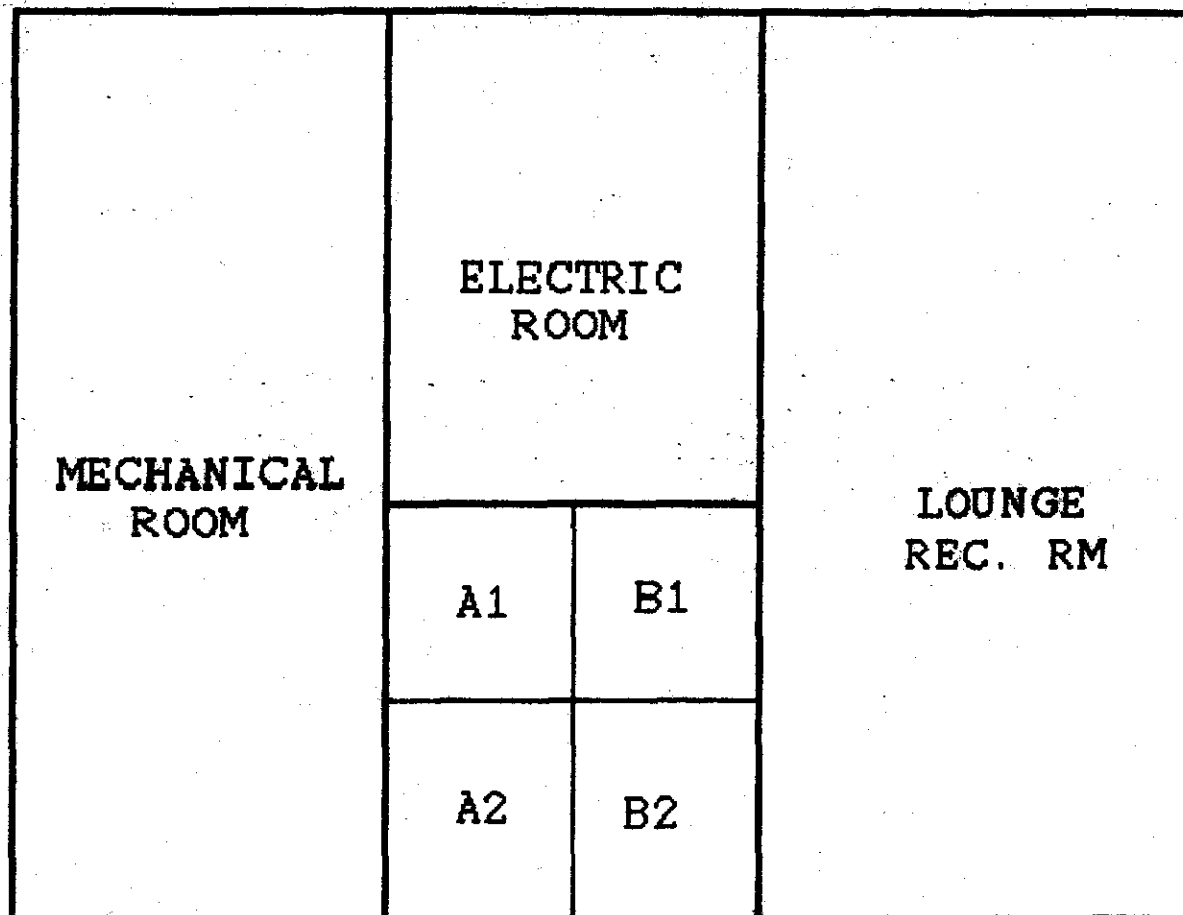 ELECTRIC
ROOM
MECHANICAL
ROOM
LOUNGE
REC. RM
A1
B1
A2
B2